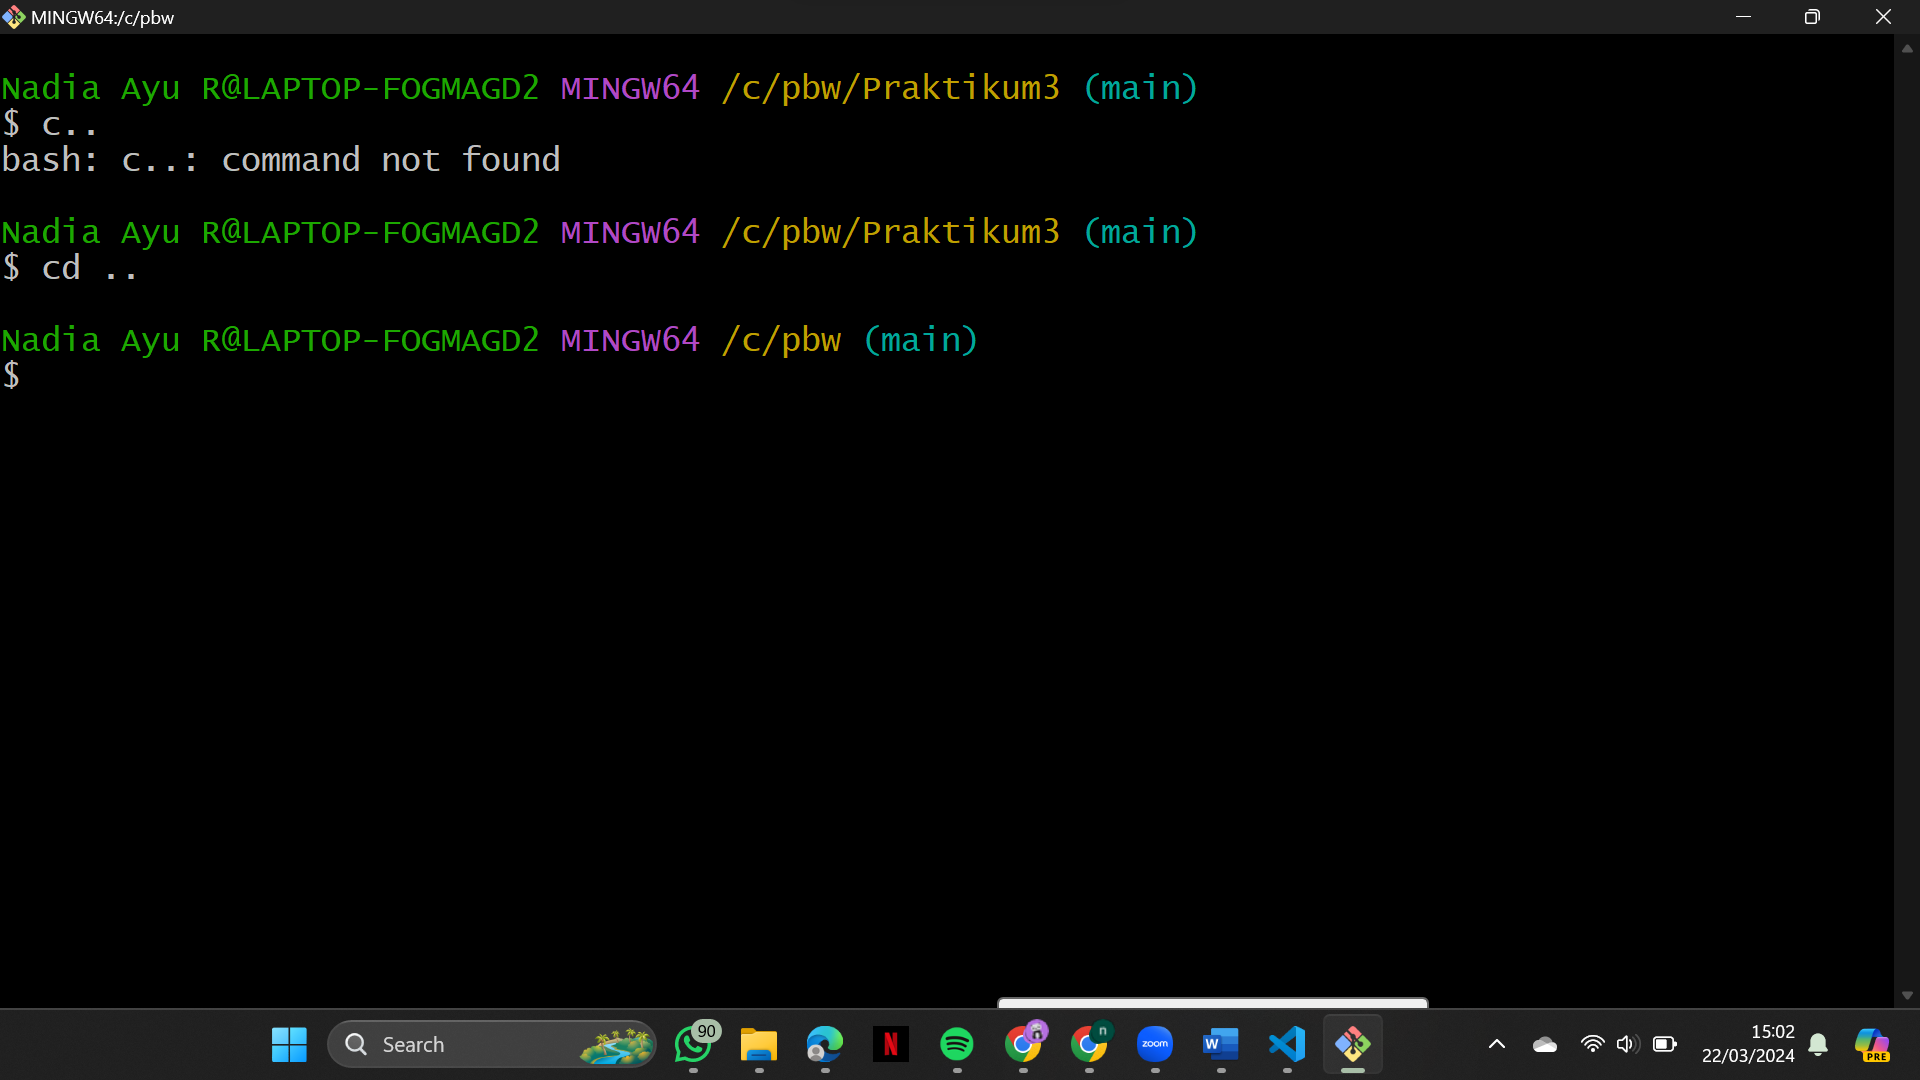 MINGW64:/c/pbw
Nadia Ayu R@LAPTOP-FOGMAGD2 MINGW64 /c/pbw/Praktikum3 (main)
$ c..
bash: c..: command not found
Nadia Ayu R@LAPTOP-FOGMAGD2 MINGW64 /c/pbw/Praktikum3 (main)
$ cd ..
Nadia Ayu R@LAPTOP-FOGMAGD2 MINGW64 /c/pbw (main)
$
Search
90
N
n
zoom
W
15:02
22/03/2024
PRE